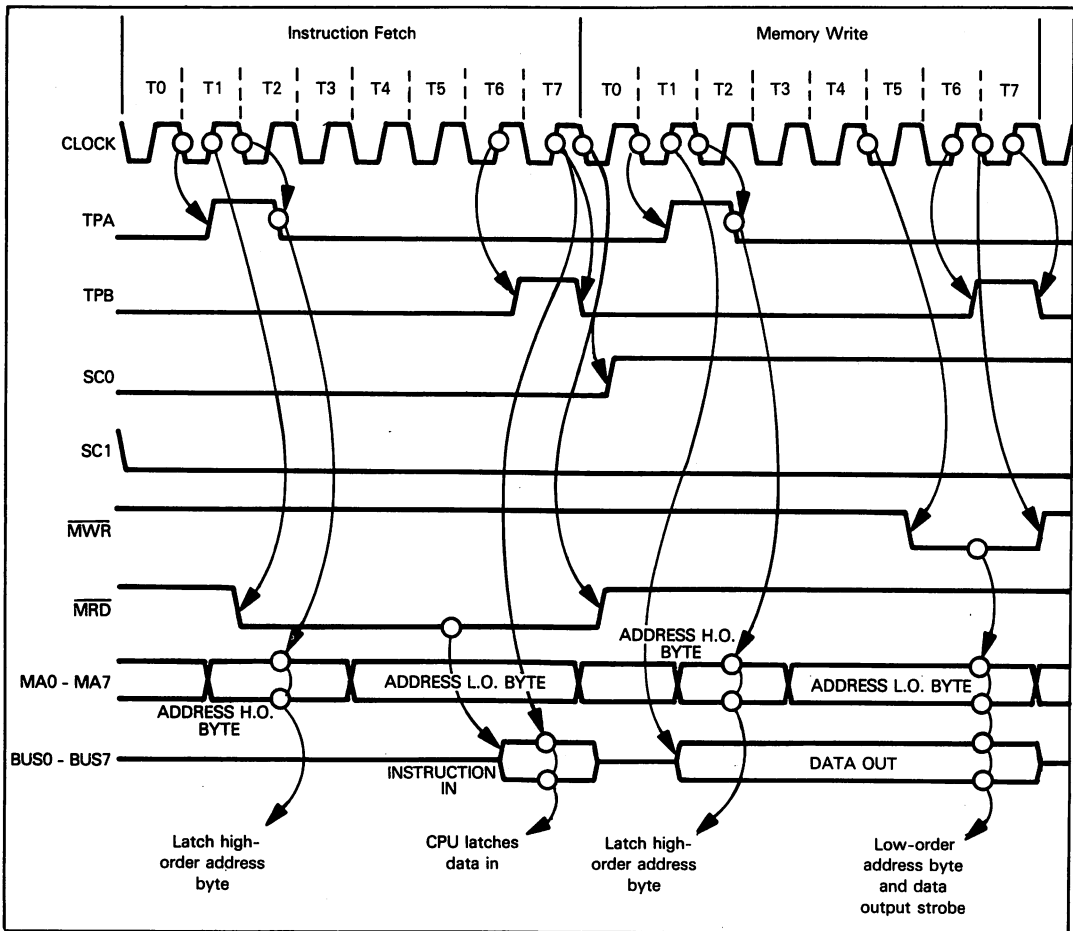 Instruction Fetch
Memory Write
T0 T1 T2 T3 T4 T5 T6 T7 T0 T1 T2 T3 T4 T5 T6 T7
CLOCK
TPA
TPB
SC0
SC1
MWR
MRD
ADDRESS H.O.
BYTE
MA0 - MA7
ADDRESS L.O. BYTE
ADDRESS L.O. BYTE
ADDRESS H.O.
BYTE
BUS0 - BUS7
INSTRUCTION
IN
DATA OUT
Latch high-
order address
byte
CPU latches
data in
Latch high-
order address
byte
Low-order
address byte
and data
output strobe